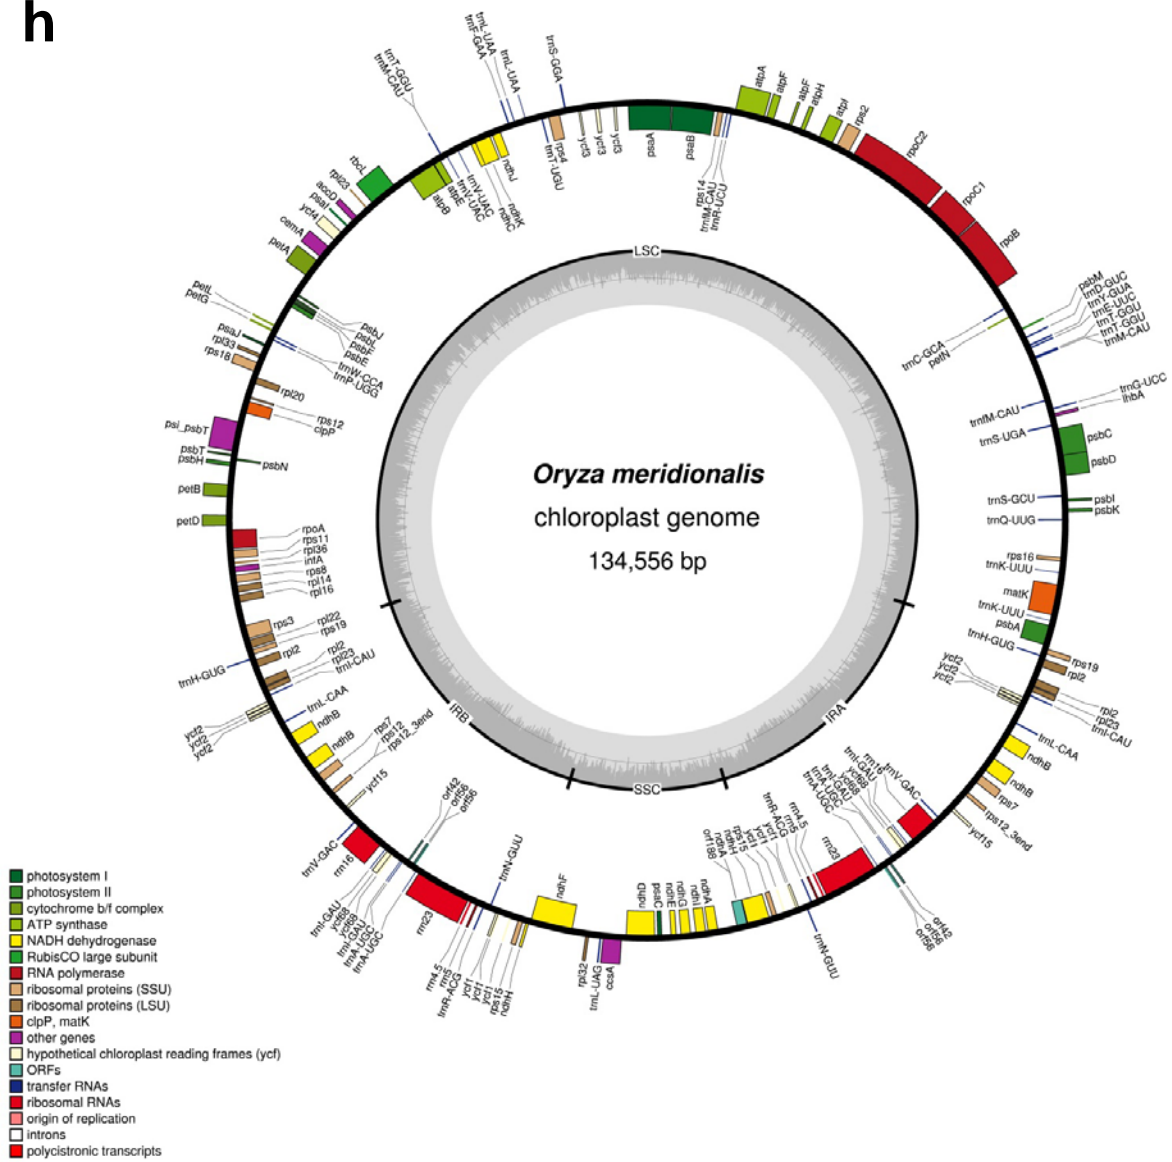 h
trnL-UAA
trnF-GAA
trnL-UAA
trnS-GGA
trnT-GGU
trnM-CAU
atpA
atpF
atpF
atpH
atpI
rps2
rpoC2
rpoC1
rpoB
psbM
trnD-GUC
trnY-GUA
trnE-UUC
trnT-GGU
trnT-GGU
trnM-CAU
trnG-UCC
lhbA
psbC
psbD
psbI
psbK
rps19
rpl2
rpl2
rpl23
trnI-CAU
trnL-CAA
ndhB
ndhB
rps7
rps12_3end
ycf15
orf42
orf56
orf56
trnN-GUU
ycf3
ycf3
ycf3
psaA
psaB
rps14
trnfM-CAU
trnR-UCU
trnC-GCA
petN
trnfM-CAU
trnS-UGA
trnS-GCU
trnQ-UUG
rps16
trnK-UUU
matK
trnK-UUU
psbA
trnH-GUG
ycf2
ycf2
ycf2
trnV-GAC
rrn16
trnI-GAU
ycf68
ycf68
trnI-GAU
trnA-UGC
trnA-UGC
rrn23
rrn4.5
rrn5
trnR-ACG
ycf1
ycf1
ycf1
rps15
ndhH
ndhA
orf188
ndhA
ndhI
ndhG
ndhE
psaC
ndhD
ndhF
trnN-GUU
ccsA
trnL-UAG
rpl32
ndhH
rps15
ycf1
ycf1
ycf1
trnR-ACG
rrn5
rrn4.5
rrn23
trnA-UGC
trnA-UGC
trnI-GAU
ycf68
ycf68
trnI-GAU
rrn16
trnV-GAC
orf42
orf56
orf56
ycf15
rps12_3end
rps12
rps7
ndhB
ndhB
trnL-CAA
ycf2
ycf2
ycf2
trnH-GUG
trnI-CAU
rpl23
rpl2
rpl2
rps19
rpl22
rps3
rpl16
rpl14
rps8
infA
rpl36
rps11
rpoA
petD
petB
psbN
psbH
psbT
psi_psbT
clpP
rps12
rpl20
rps18
rpl33
psaJ
trnP-UGG
trnW-CCA
petG
petL
psbE
psbF
psbL
psbJ
petA
cemA
ycf4
psaI
accD
rpl23
rbcL
atpB
atpE
trnV-UAC
trnV-UAC
ndhC
ndhK
ndhJ
trnT-UGU
rps4
LSC
IRA
SSC
IRB
Oryza meridionalis
chloroplast genome
134,556 bp
photosystem I
photosystem II
cytochrome b/f complex
ATP synthase
NADH dehydrogenase
RubisCO large subunit
RNA polymerase
ribosomal proteins (SSU)
ribosomal proteins (LSU)
clpP, matK
other genes
hypothetical chloroplast reading frames (ycf)
ORFs
transfer RNAs
ribosomal RNAs
origin of replication
introns
polycistronic transcripts